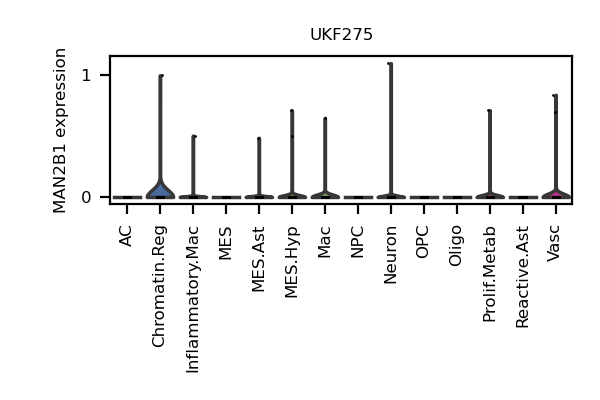 UKF275
MAN2B1 expression
1
0
AC
Chromatin.Reg
Inflammatory.Mac
MES
MES.Ast
MES.Hyp
Mac
NPC
Neuron
OPC
Oligo
Prolif.Metab
Reactive.Ast
Vasc